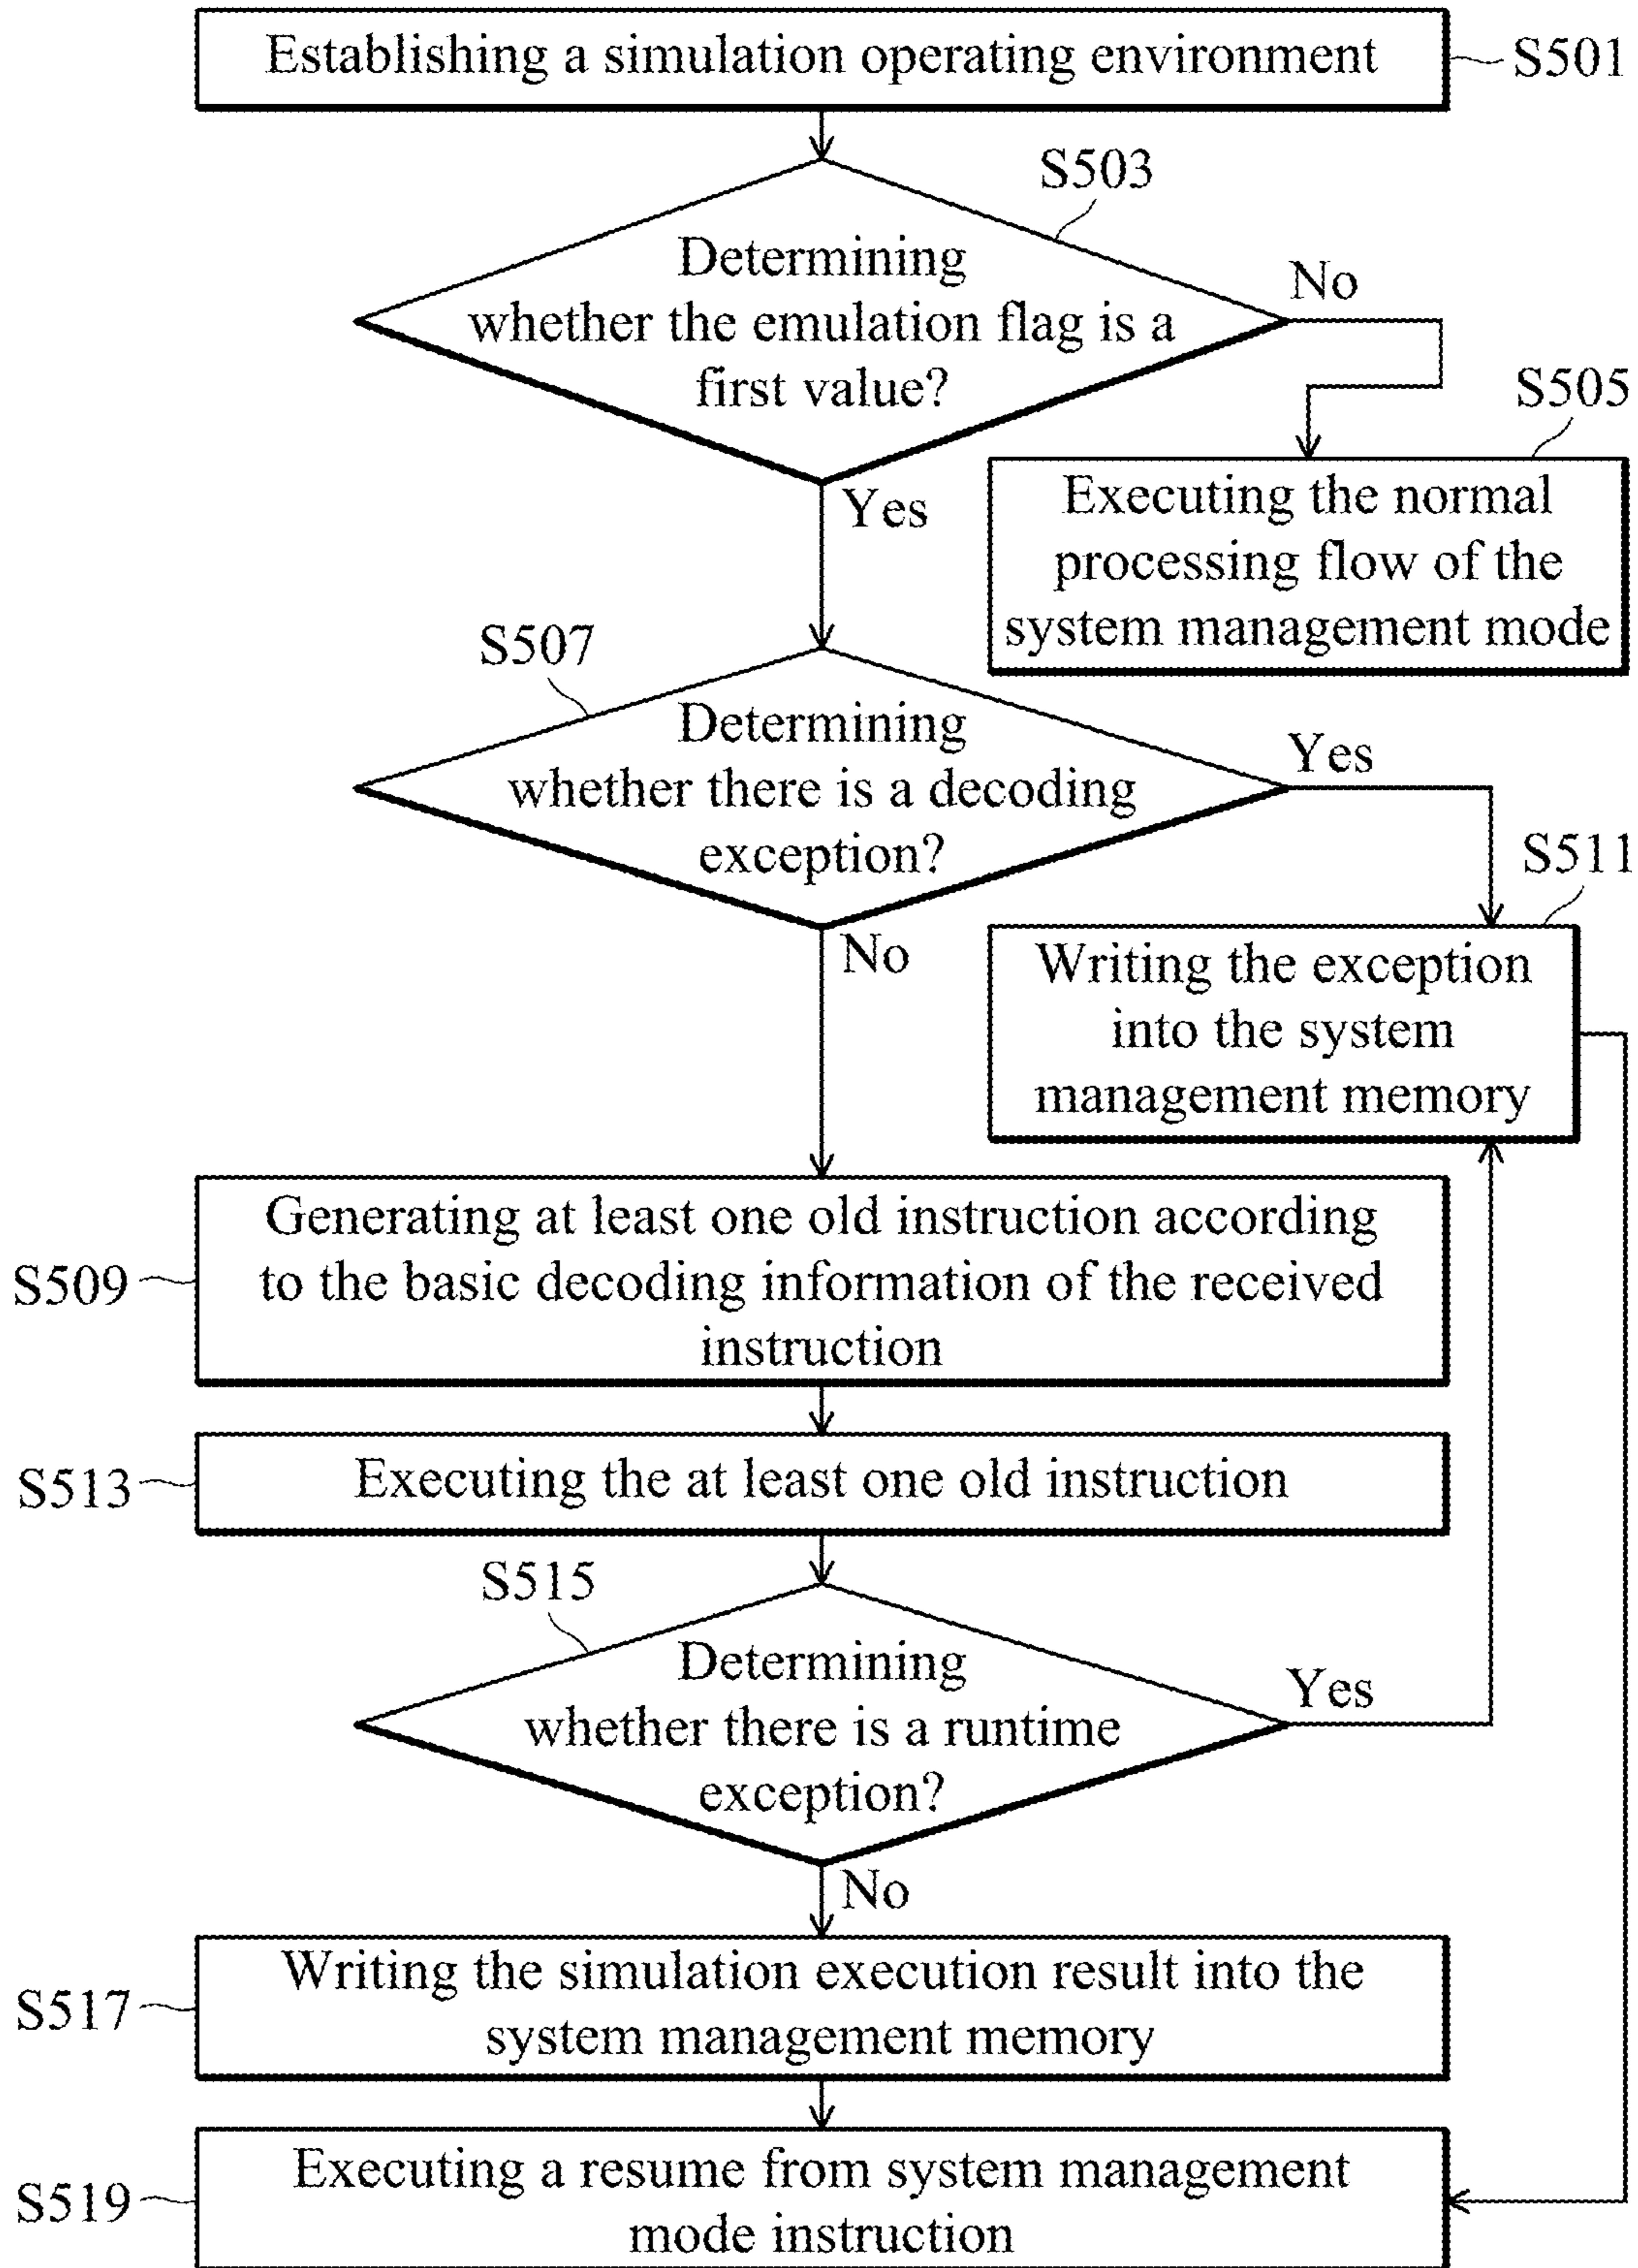 Establishing a simulation operating environment
S501
S503
Determining
whether the emulation flag is a
first value?
No
Yes
S505
Executing the normal
processing flow of the
system management mode
S507
Determining
whether there is a decoding
exception?
Yes
No
S511
Writing the exception
into the system
management memory
S509
Generating at least one old instruction according
to the basic decoding information of the received
instruction
S513
Executing the at least one old instruction
S515
Determining
whether there is a runtime
exception?
Yes
No
S517
Writing the simulation execution result into the
system management memory
S519
Executing a resume from system management
mode instruction